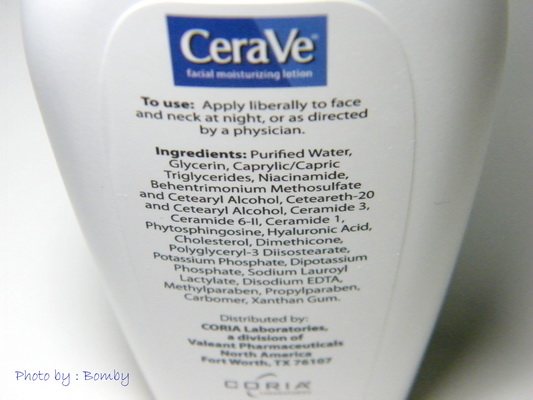 CeraVe™
facial moisturizing lotion
To use: Apply liberally to face
and neck at night, or as directed
by a physician.
Ingredients: Purified Water,
Glycerin, Caprylic/Capric
Triglycerides, Niacinamide,
Behentrimonium Methosulfate
and Cetearyl Alcohol, Ceteareth-20
and Cetearyl Alcohol, Ceramide 3,
Ceramide 6-II, Ceramide 1,
Phytosphingosine, Hyaluronic Acid,
Cholesterol, Dimethicone,
Polyglyceryl-3 Diisostearate,
Potassium Phosphate, Dipotassium
Phosphate, Sodium Lauroyl
Lactylate, Disodium EDTA,
Methylparaben, Propylparaben,
Carbomer, Xanthan Gum.
Distributed by:
CORIA Laboratories,
a division of
Valeant Pharmaceuticals
North America
Fort Worth, TX 76107
CORIA
Photo by : Bomby